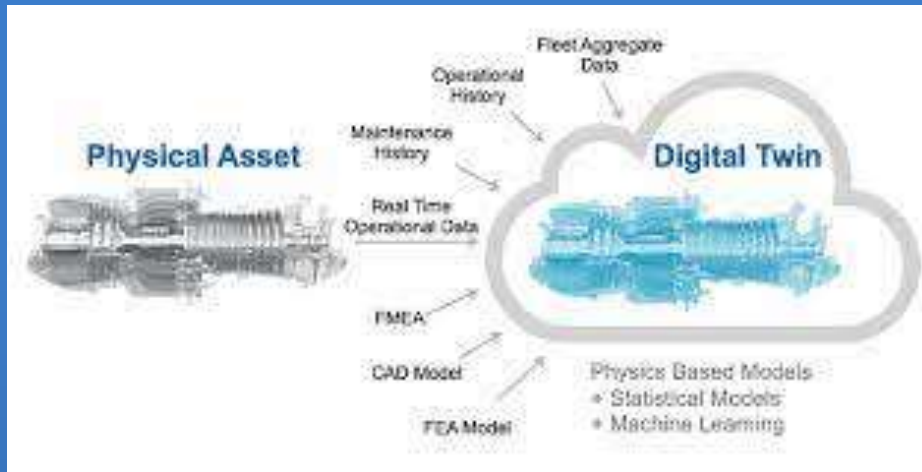 Fleet Aggregate
Data
Operational
History
Maintenance
History
Physical Asset
Digital Twin
Real Time
Operational Data
FMEA
CAD Model
FEA Model
Physics Based Models
• Statistical Models
• Machine Learning